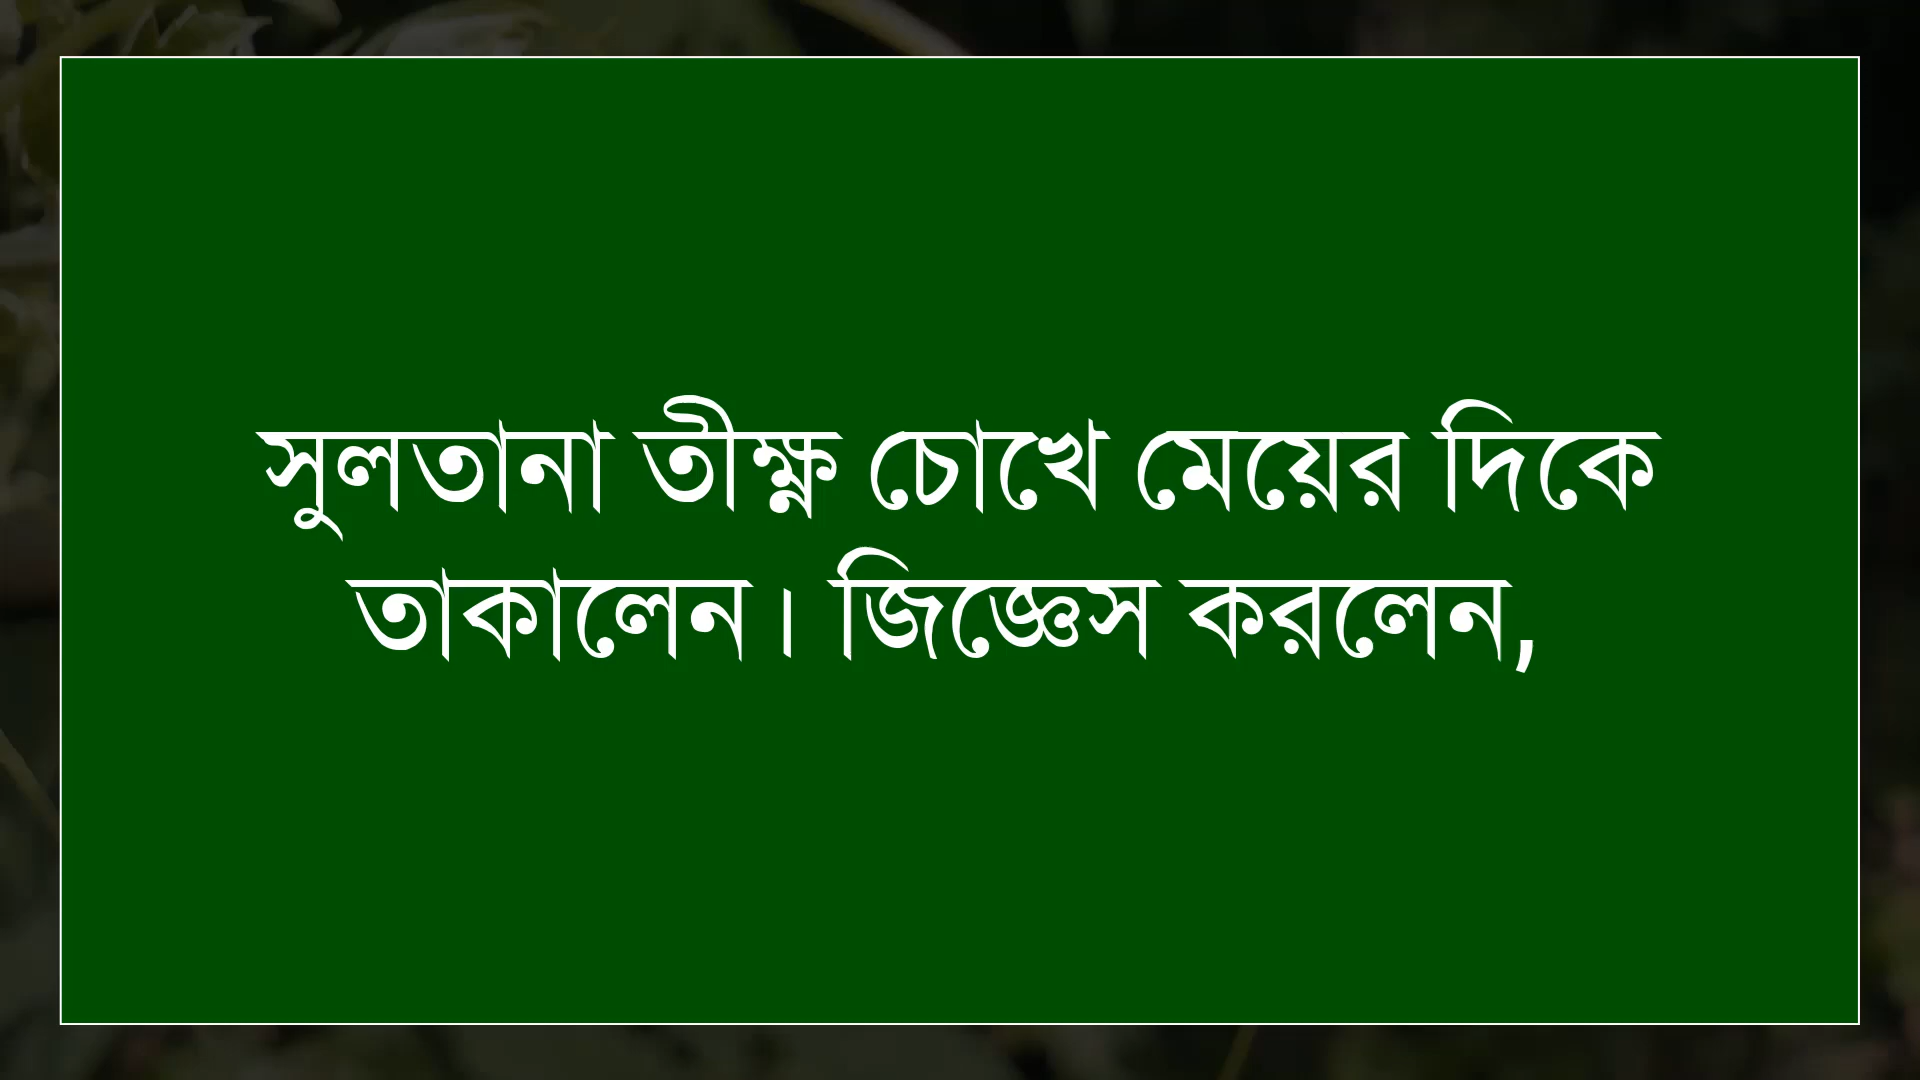 সুলতানা তীক্ষ্ণ চোখে মেয়ের দিকে
তাকালেন। জিজ্ঞেস করলেন,